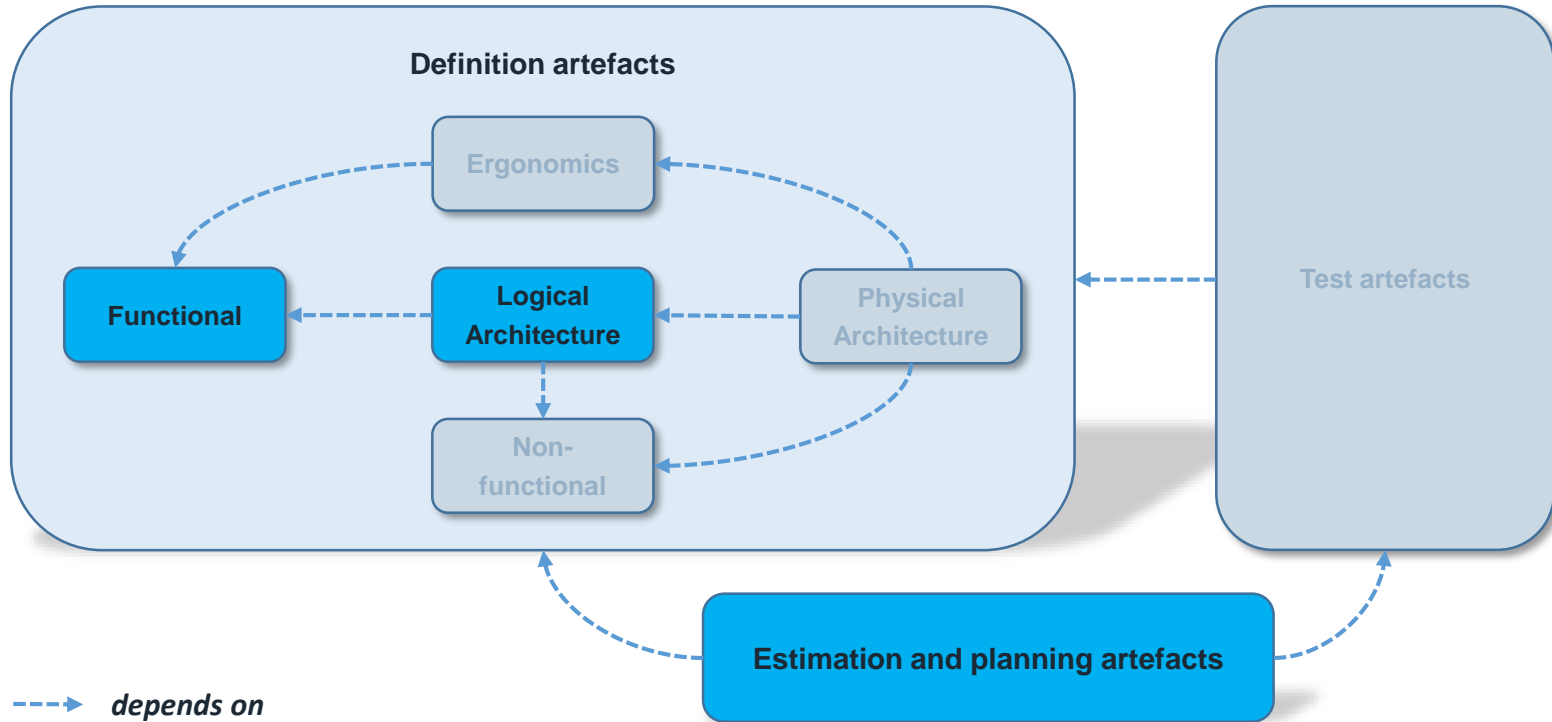 Definition artefacts
Ergonomics
Functional
Logical
Architecture
Physical
Architecture
Non-
functional
Test artefacts
Estimation and planning artefacts
depends on